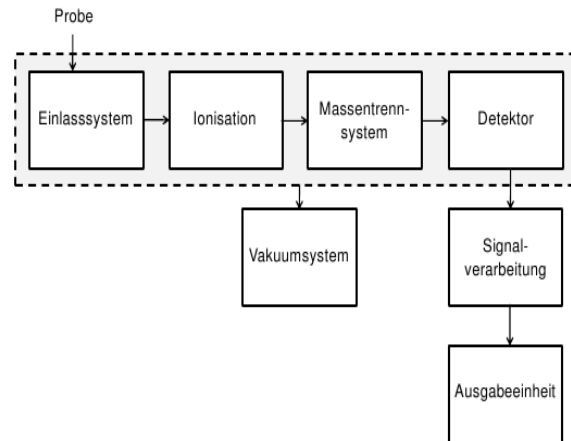 Probe
Einlasssystem
Ionisation
Massentrenn-
system
Detektor
Vakuumsystem
Signal-
verarbeitung
Ausgabeeinheit